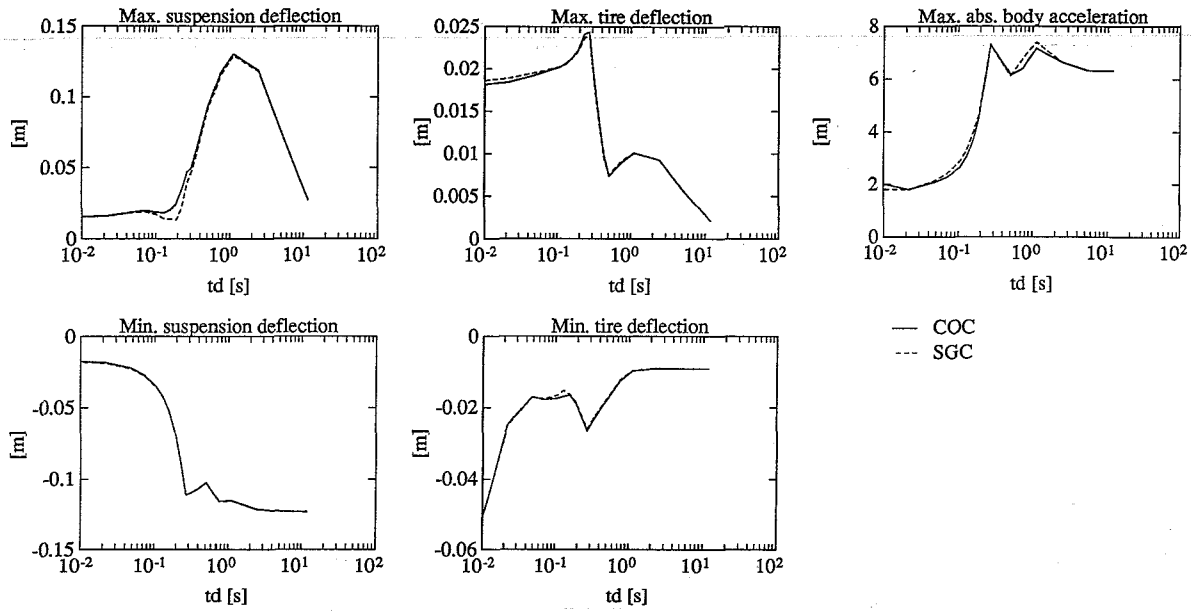 Max. suspension deflection
0.15
0.1
0.05
0
[m]
10-2 10-1 100 101 102
td [s]
Max. tire deflection
0.025
0.02
0.015
0.01
0.005
0
[m]
10-2 10-1 100 101 102
td [s]
Max. abs. body acceleration
8
6
4
2
0
[m]
10-2 10-1 100 101 102
td [s]
Min. suspension deflection
0
-0.05
-0.1
-0.15
[m]
10-2 10-1 100 101 102
td [s]
Min. tire deflection
0
-0.02
-0.04
-0.06
[m]
10-2 10-1 100 101 102
td [s]
COC
SGC